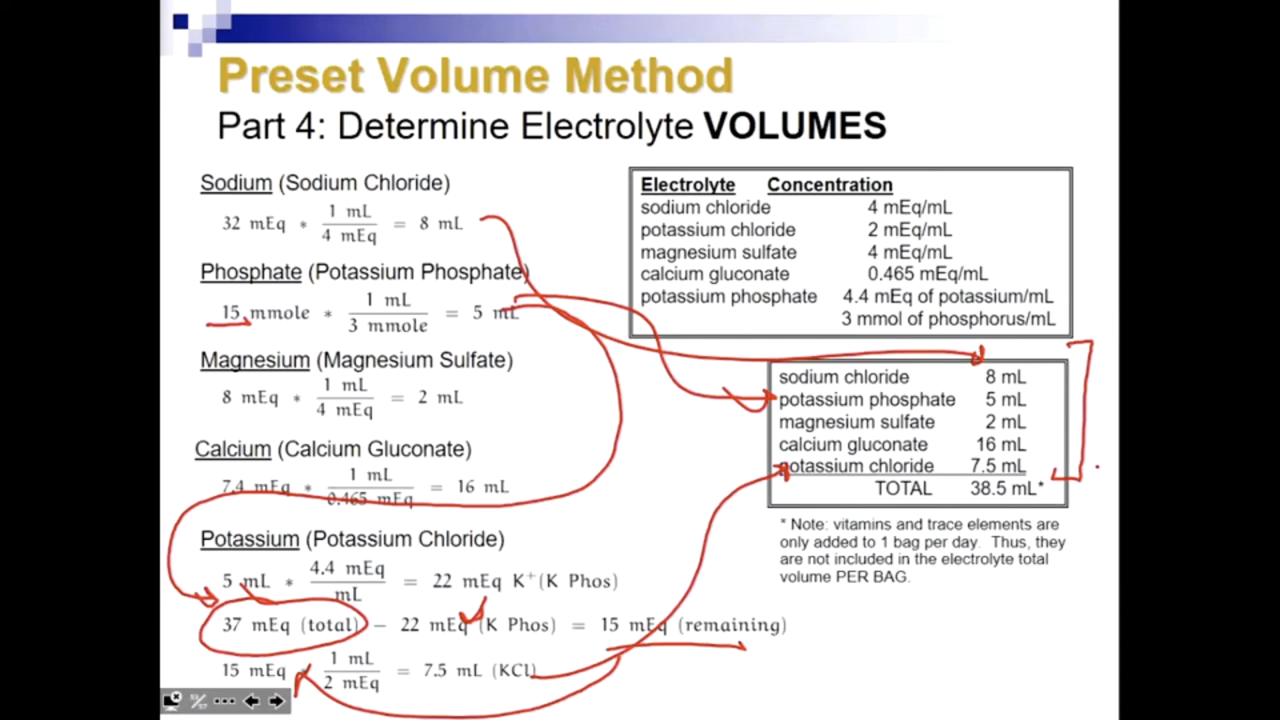 Preset Volume Method
Part 4: Determine Electrolyte VOLUMES
Sodium (Sodium Chloride)
32 mEq * 1 mL / 4 mEq = 8 mL
Phosphate (Potassium Phosphate)
15 mmole * 1 mL / 3 mmole = 5 mL
Magnesium (Magnesium Sulfate)
8 mEq * 1 mL / 4 mEq = 2 mL
Calcium (Calcium Gluconate)
7.4 mEq * 1 mL / 0.465 mEq = 16 mL
Potassium (Potassium Chloride)
5 mL * 4.4 mEq / mL = 22 mEq K+(K Phos)
37 mEq (total) − 22 mEq (K Phos) = 15 mEq (remaining)
15 mEq * 1 mL / 2 mEq = 7.5 mL (KCl)
Electrolyte Concentration
sodium chloride 4 mEq/mL
potassium chloride 2 mEq/mL
magnesium sulfate 4 mEq/mL
calcium gluconate 0.465 mEq/mL
potassium phosphate 4.4 mEq of potassium/mL
3 mmol of phosphorus/mL
sodium chloride 8 mL
potassium phosphate 5 mL
magnesium sulfate 2 mL
calcium gluconate 16 mL
potassium chloride 7.5 mL
TOTAL 38.5 mL*
* Note: vitamins and trace elements are
only added to 1 bag per day. Thus, they
are not included in the electrolyte total
volume PER BAG.